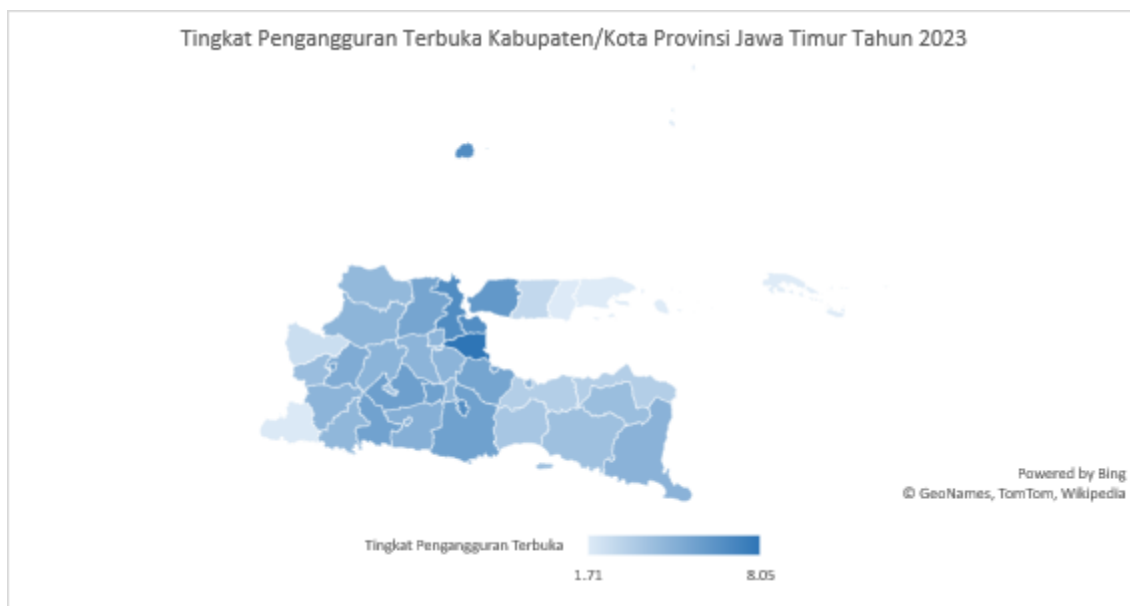 Tingkat Pengangguran Terbuka Kabupaten/Kota Provinsi Jawa Timur Tahun 2023
Powered by Bing
© GeoNames, TomTom, Wikipedia
Tingkat Pengangguran Terbuka
1.71
8.05